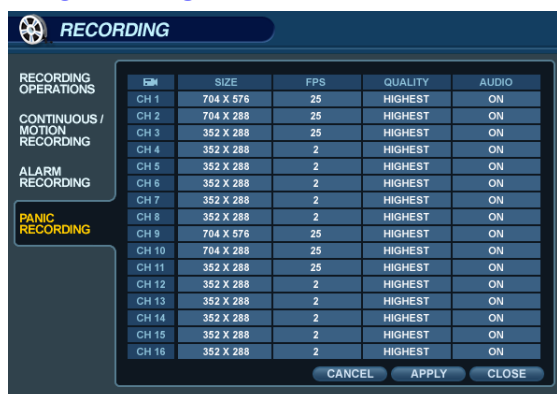 RECORDING
RECORDING
OPERATIONS
CONTINUOUS /
MOTION
RECORDING
ALARM
RECORDING
PANIC
RECORDING
SIZE FPS QUALITY AUDIO
CH 1 704 X 576 25 HIGHEST ON
CH 2 704 X 288 25 HIGHEST ON
CH 3 352 X 288 25 HIGHEST ON
CH 4 352 X 288 2 HIGHEST ON
CH 5 352 X 288 2 HIGHEST ON
CH 6 352 X 288 2 HIGHEST ON
CH 7 352 X 288 2 HIGHEST ON
CH 8 352 X 288 2 HIGHEST ON
CH 9 704 X 576 25 HIGHEST ON
CH 10 704 X 288 25 HIGHEST ON
CH 11 352 X 288 25 HIGHEST ON
CH 12 352 X 288 2 HIGHEST ON
CH 13 352 X 288 2 HIGHEST ON
CH 14 352 X 288 2 HIGHEST ON
CH 15 352 X 288 2 HIGHEST ON
CH 16 352 X 288 2 HIGHEST ON
CANCEL APPLY CLOSE